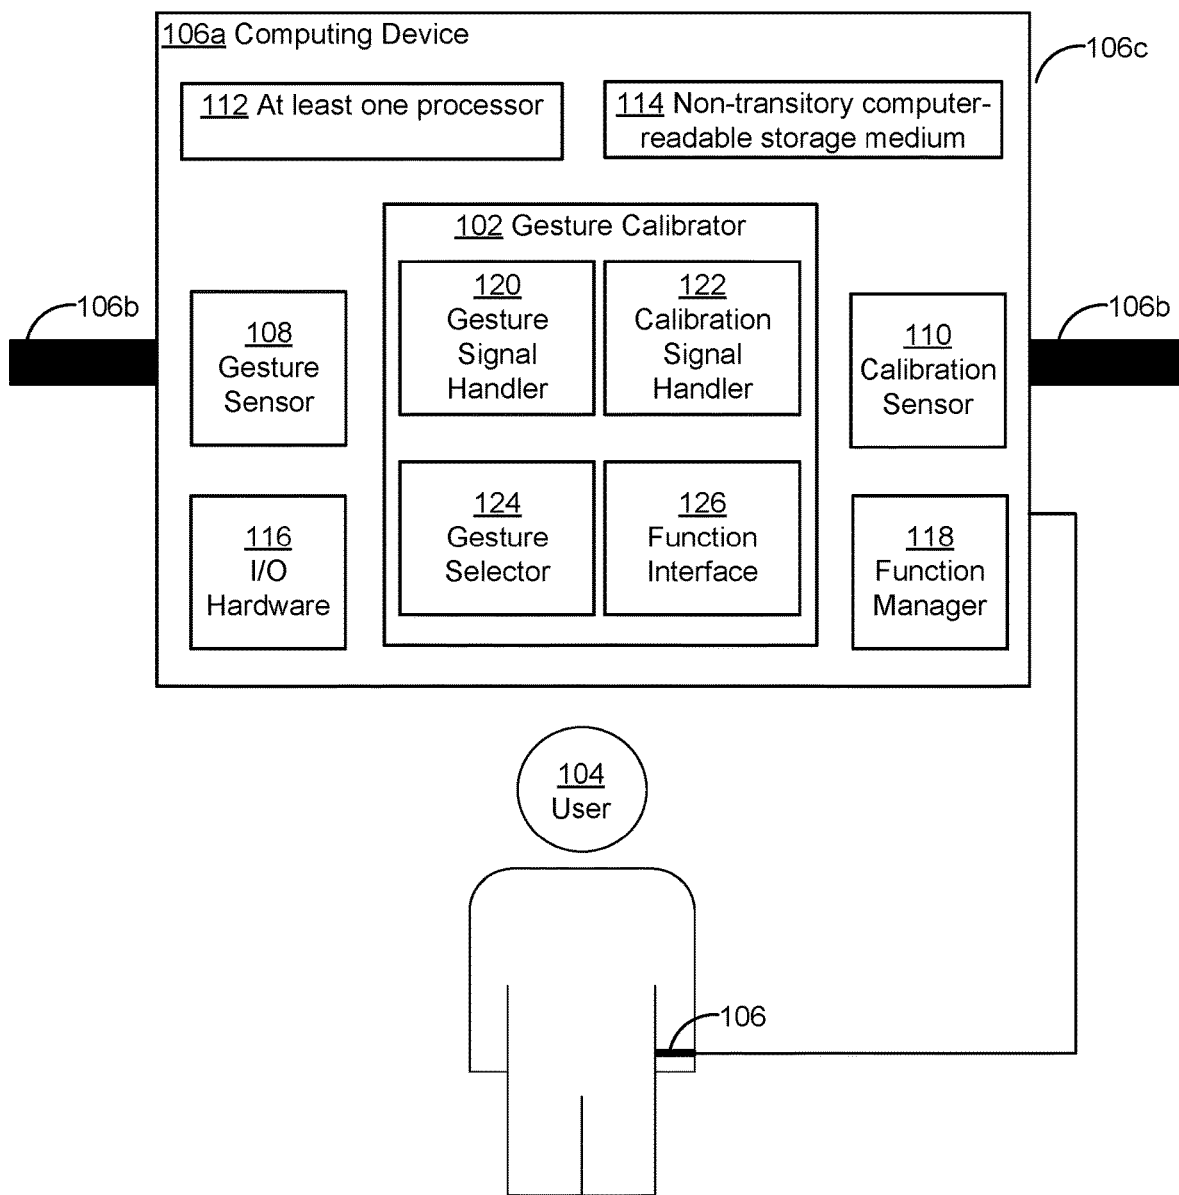 106a Computing Device
106c
112 At least one processor
114 Non-transitory computer-
readable storage medium
102 Gesture Calibrator
106b
108
Gesture
Sensor
120
Gesture
Signal
Handler
122
Calibration
Signal
Handler
110
Calibration
Sensor
106b
116
I/O
Hardware
124
Gesture
Selector
126
Function
Interface
118
Function
Manager
104
User
106